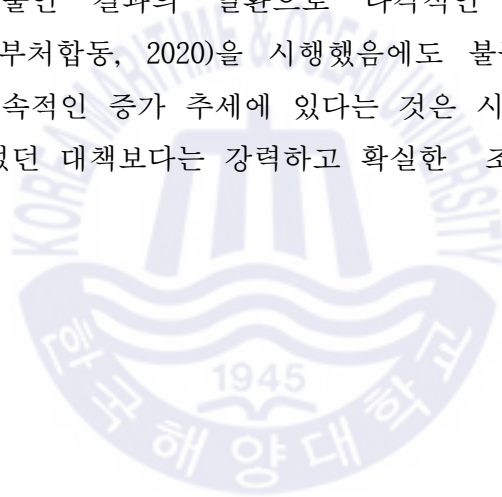 불안 결과의 일환으로 다각적인
부처합동, 2020)을 시행했음에도 불
속적인 증가 추세에 있다는 것은 시
었던 대책보다는 강력하고 확실한 조
KOREA MARITIME & OCEAN UNIVERSITY
1945
한국해양대학교